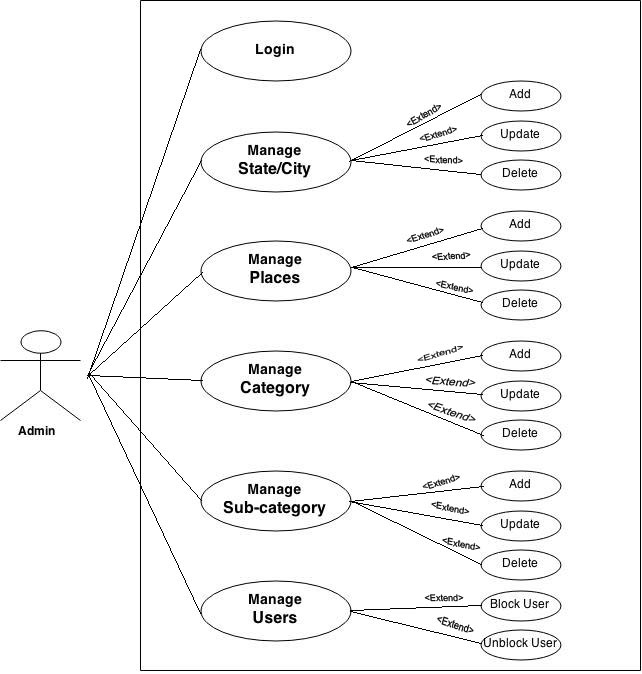 Login
Manage
State/City
<Extend>
Add
<Extend>
Update
<Extend>
Delete
Manage
Places
<Extend>
Add
<Extend>
Update
<Extend>
Delete
Manage
Category
<Extend>
Add
<Extend>
Update
<Extend>
Delete
Admin
Manage
Sub-category
<Extend>
Add
<Extend>
Update
<Extend>
Delete
Manage
Users
<Extend>
Block User
<Extend>
Unblock User